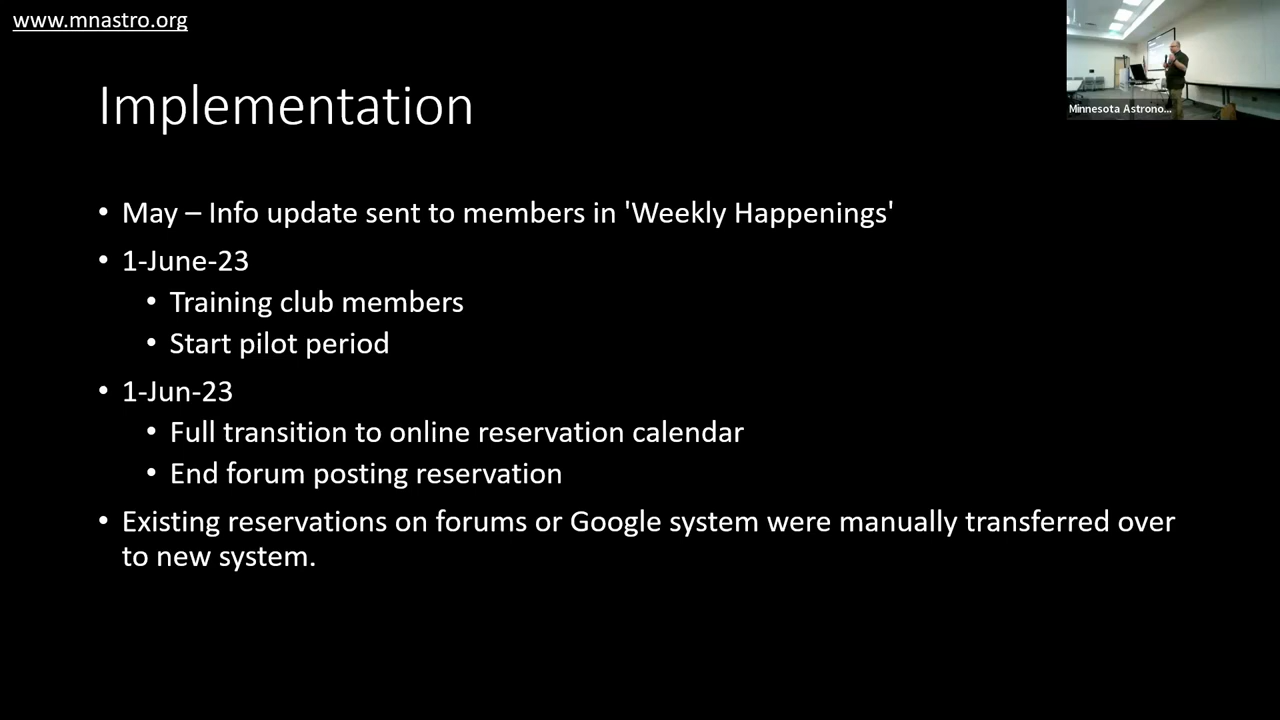 www.mnastro.org
Minnesota Astrono...
Implementation
• May – Info update sent to members in 'Weekly Happenings'
• 1-June-23
• Training club members
• Start pilot period
• 1-Jun-23
• Full transition to online reservation calendar
• End forum posting reservation
• Existing reservations on forums or Google system were manually transferred over
to new system.